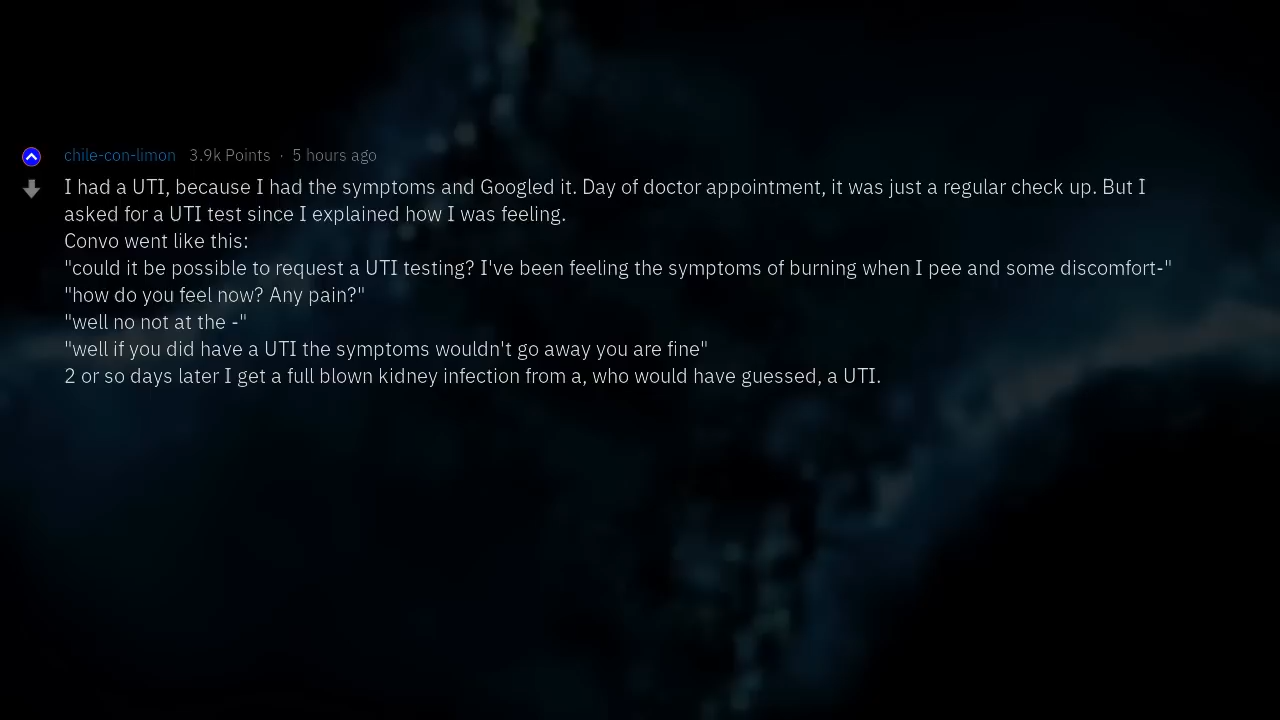 chile-con-limon 3.9k Points · 5 hours ago
I had a UTI, because I had the symptoms and Googled it. Day of doctor appointment, it was just a regular check up. But I
asked for a UTI test since I explained how I was feeling.
Convo went like this:
"could it be possible to request a UTI testing? I've been feeling the symptoms of burning when I pee and some discomfort-"
"how do you feel now? Any pain?"
"well no not at the -"
"well if you did have a UTI the symptoms wouldn't go away you are fine"
2 or so days later I get a full blown kidney infection from a, who would have guessed, a UTI.